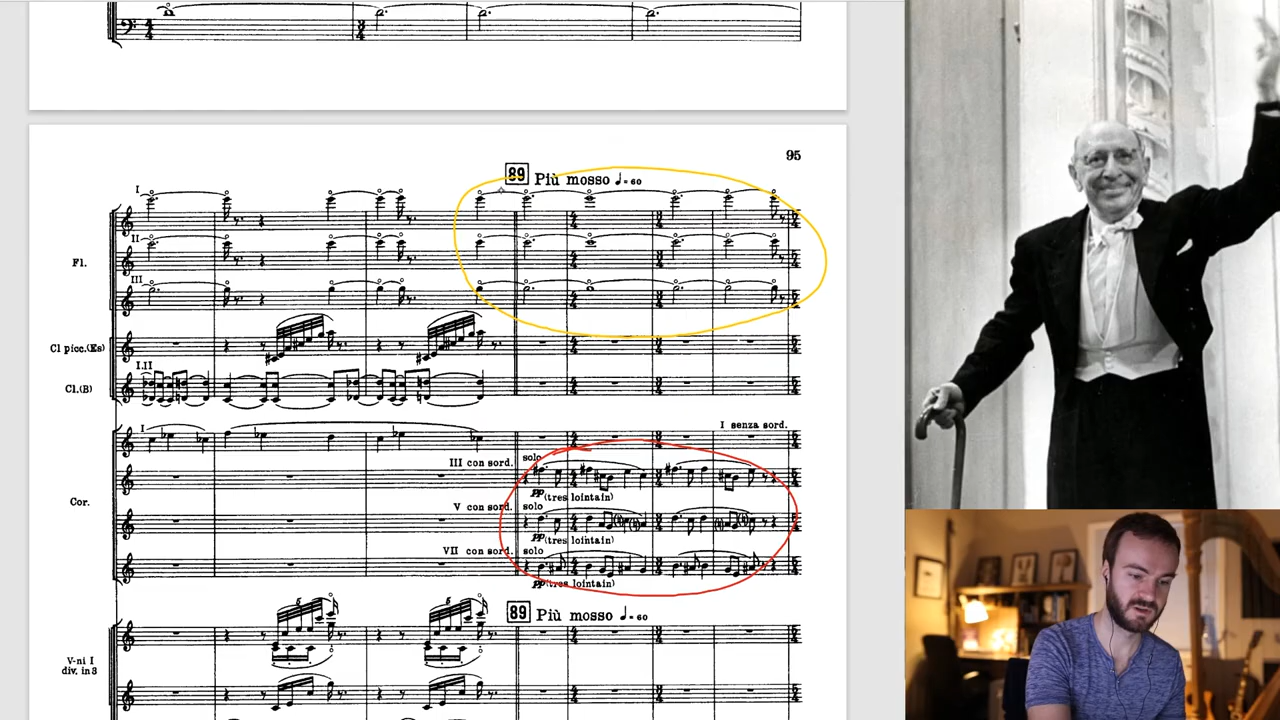 95
89 Più mosso ♩=60
I
II
Fl.
III
Cl picc.(Es)
I.II
Cl.(B)
I senza sord.
I
solo
III con sord.
pp (tres lointain)
Cor.
V con sord. solo
pp (tres lointain)
VII con sord. solo
pp (tres lointain)
89 Più mosso ♩=60
V-ni I
div. in 3